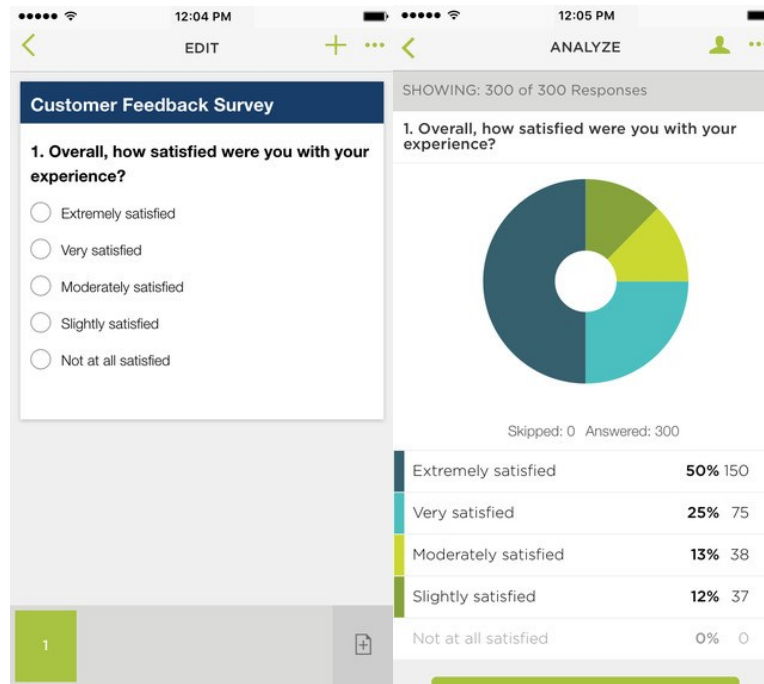 12:04 PM
EDIT
Customer Feedback Survey
1. Overall, how satisfied were you with your
experience?
Extremely satisfied
Very satisfied
Moderately satisfied
Slightly satisfied
Not at all satisfied
1
12:05 PM
ANALYZE
SHOWING: 300 of 300 Responses
1. Overall, how satisfied were you with your
experience?
Skipped: 0 Answered: 300
Extremely satisfied 50% 150
Very satisfied 25% 75
Moderately satisfied 13% 38
Slightly satisfied 12% 37
Not at all satisfied 0% 0